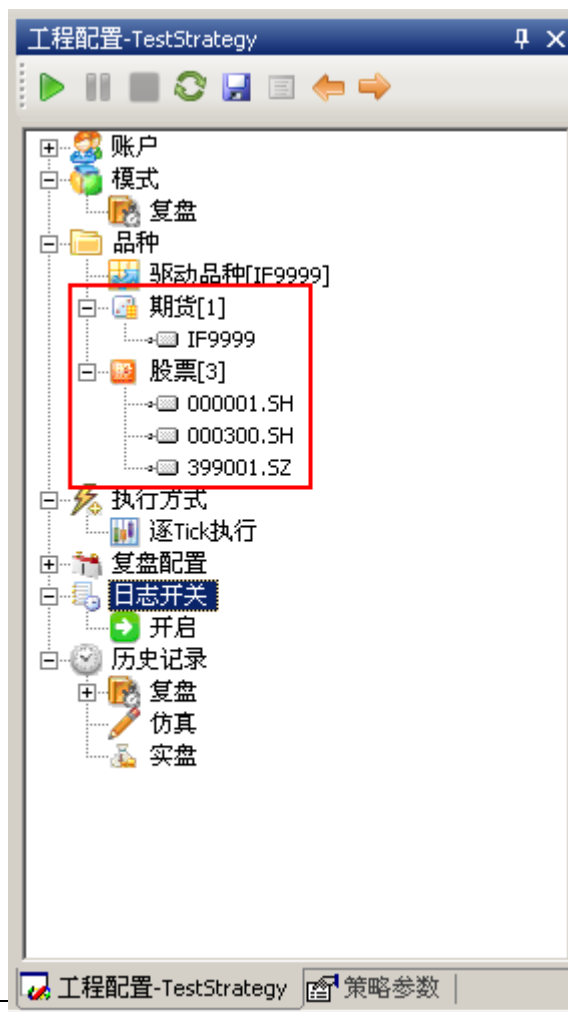 工程配置-TestStrategy
账户
模式
复盘
品种
驱动品种[IF9999]
期货[1]
IF9999
股票[3]
000001.SH
000300.SH
399001.SZ
执行方式
逐Tick执行
复盘配置
日志开关
开启
历史记录
复盘
仿真
实盘
工程配置-TestStrategy 策略参数